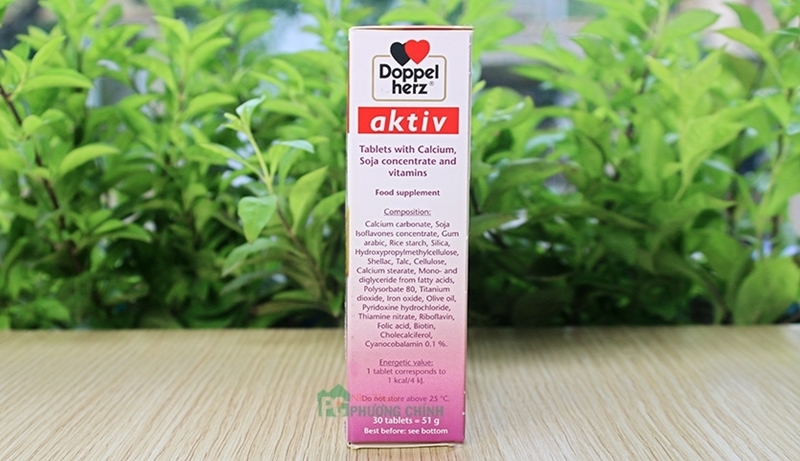 Doppel
herz®
aktiv
Tablets with Calcium,
Soja concentrate and
vitamins
Food supplement
Composition:
Calcium carbonate, Soja
Isoflavones concentrate, Gum
arabic, Rice starch, Silica,
Hydroxypropylmethylcellulose,
Shellac, Talc, Cellulose,
Calcium stearate, Mono- and
diglyceride from fatty acids,
Polysorbate 80, Titanium
dioxide, Iron oxide, Olive oil,
Pyridoxine hydrochloride,
Thiamine nitrate, Riboflavin,
Folic acid, Biotin,
Cholecalciferol,
Cyanocobalamin 0.1 %.
Energetic value:
1 tablet corresponds to
1 kcal/4 kJ.
Do not store above 25 °C.
PHƯƠNG CHINH
30 tablets = 51 g
Best before: see bottom